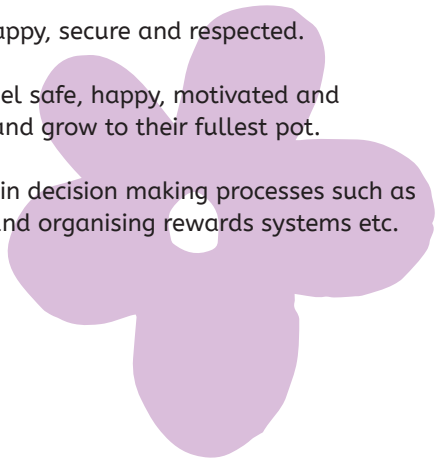 appy, secure and respected.
el safe, happy, motivated and
nd grow to their fullest pot.
in decision making processes such as
nd organising rewards systems etc.